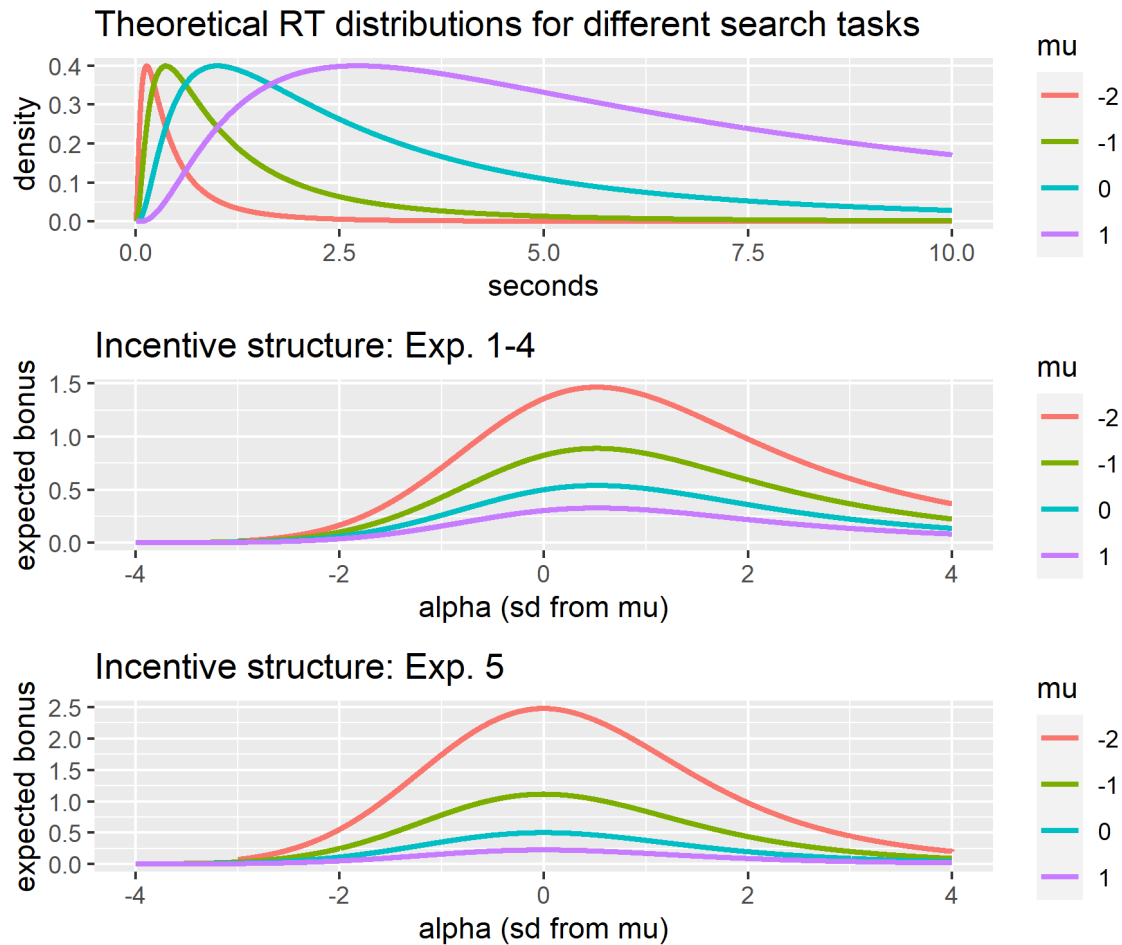 Theoretical RT distributions for different search tasks
density
0.4
0.3
0.2
0.1
0.0
0.0 2.5 5.0 7.5 10.0
seconds
mu
-2
-1
0
1
Incentive structure: Exp. 1-4
expected bonus
1.5
1.0
0.5
0.0
-4 -2 0 2 4
alpha (sd from mu)
mu
-2
-1
0
1
Incentive structure: Exp. 5
expected bonus
2.5
2.0
1.5
1.0
0.5
0.0
-4 -2 0 2 4
alpha (sd from mu)
mu
-2
-1
0
1